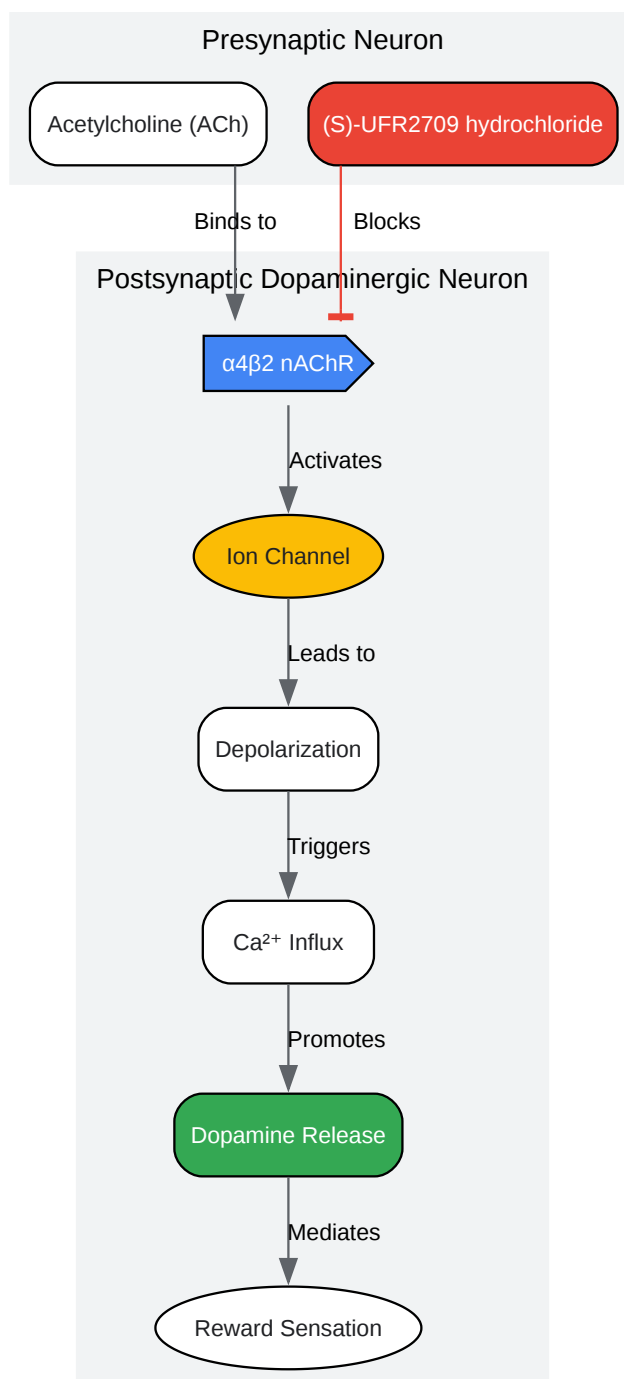 Presynaptic Neuron
Acetylcholine (ACh)
(S)-UFR2709 hydrochloride
Binds to
Blocks
Postsynaptic Dopaminergic Neuron
α4β2 nAChR
Activates
Ion Channel
Leads to
Depolarization
Triggers
Ca²⁺ Influx
Promotes
Dopamine Release
Mediates
Reward Sensation